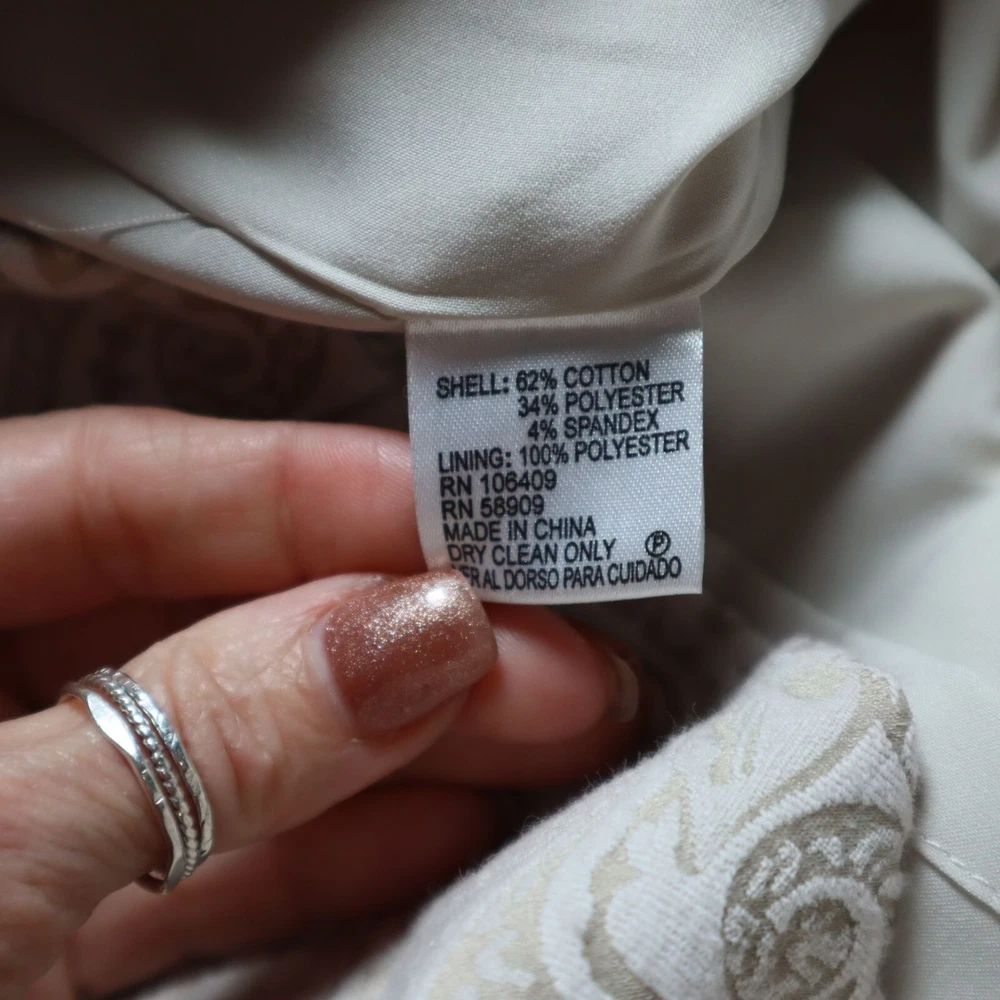 SHELL: 62% COTTON
34% POLYESTER
4% SPANDEX
LINING: 100% POLYESTER
RN 106409
RN 58909
MADE IN CHINA
DRY CLEAN ONLY Ⓟ
AL DORSO PARA CUIDADO